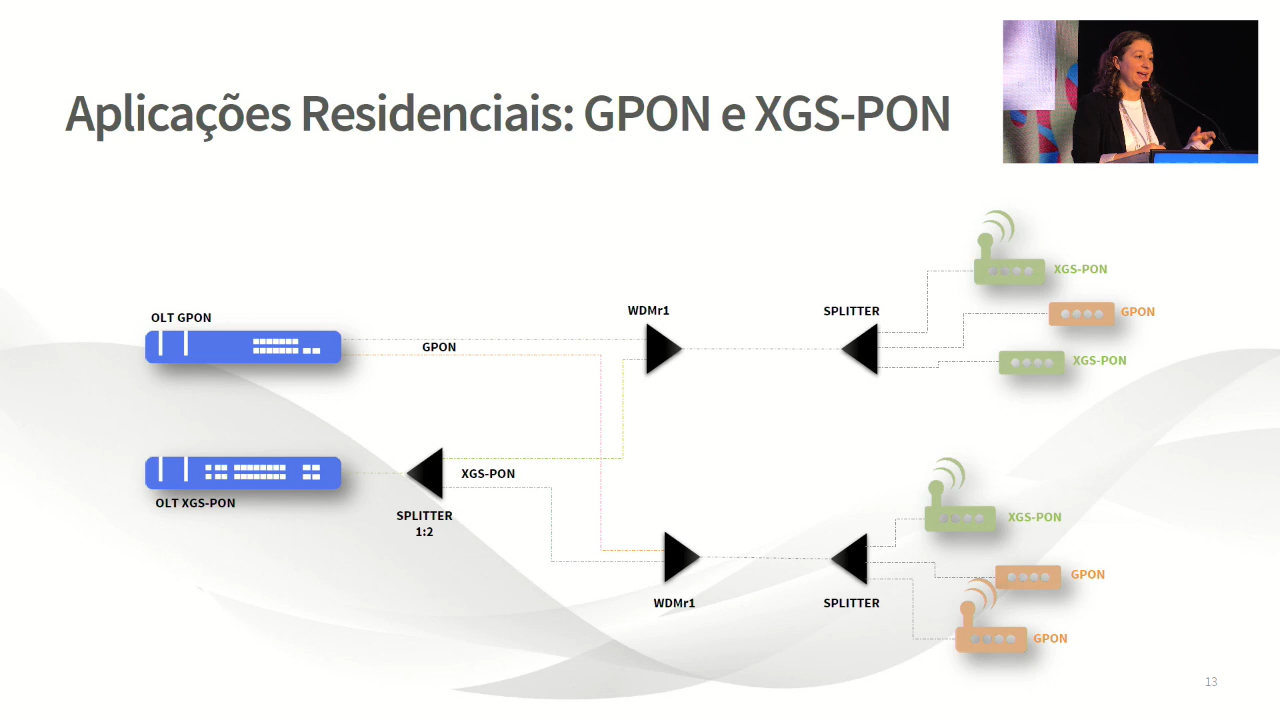 Aplicações Residenciais: GPON e XGS-PON
OLT GPON
GPON
WDMr1
SPLITTER
XGS-PON
GPON
XGS-PON
OLT XGS-PON
SPLITTER
1:2
XGS-PON
WDMr1
SPLITTER
XGS-PON
GPON
GPON
13